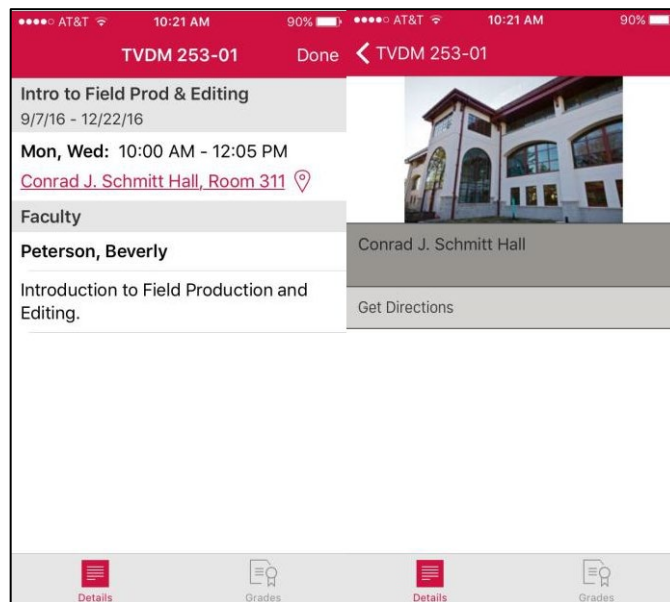 AT&T 10:21 AM 90%
TVDM 253-01 Done
Intro to Field Prod & Editing
9/7/16 - 12/22/16
Mon, Wed: 10:00 AM - 12:05 PM
Conrad J. Schmitt Hall, Room 311
Faculty
Peterson, Beverly
Introduction to Field Production and
Editing.
Details Grades
AT&T 10:21 AM 90%
TVDM 253-01
Conrad J. Schmitt Hall
Get Directions
Details Grades